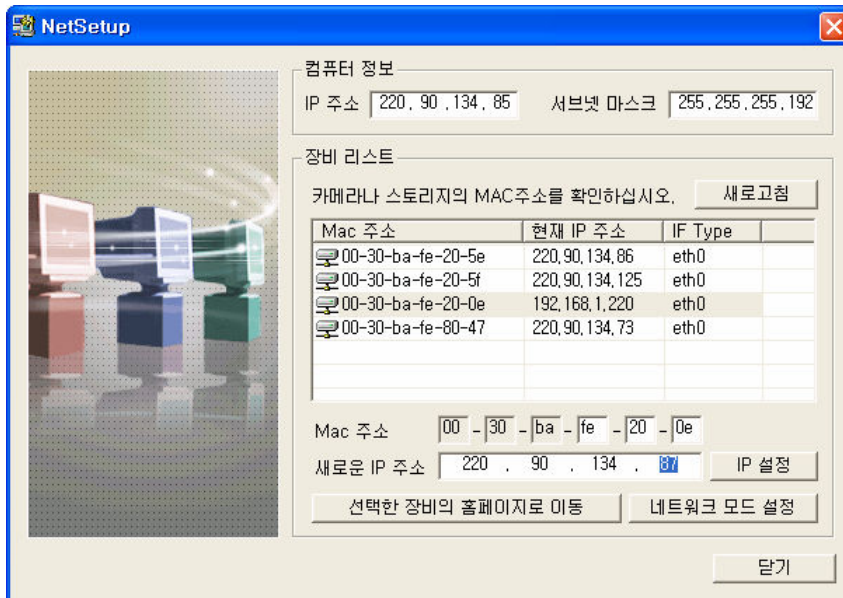 NetSetup
컴퓨터 정보
IP 주소 220 . 90 . 134 . 85 서브넷 마스크 255 . 255 . 255 . 192
장비 리스트
카메라나 스토리지의 MAC주소를 확인하십시오. 새로고침
Mac 주소 현재 IP 주소 IF Type
00-30-ba-fe-20-5e 220.90.134.86 eth0
00-30-ba-fe-20-5f 220.90.134.125 eth0
00-30-ba-fe-20-0e 192.168.1.220 eth0
00-30-ba-fe-80-47 220.90.134.73 eth0
Mac 주소 00 - 30 - ba - fe - 20 - 0e
새로운 IP 주소 220 . 90 . 134 . 87 IP 설정
선택한 장비의 홈페이지로 이동 네트워크 모드 설정
닫기